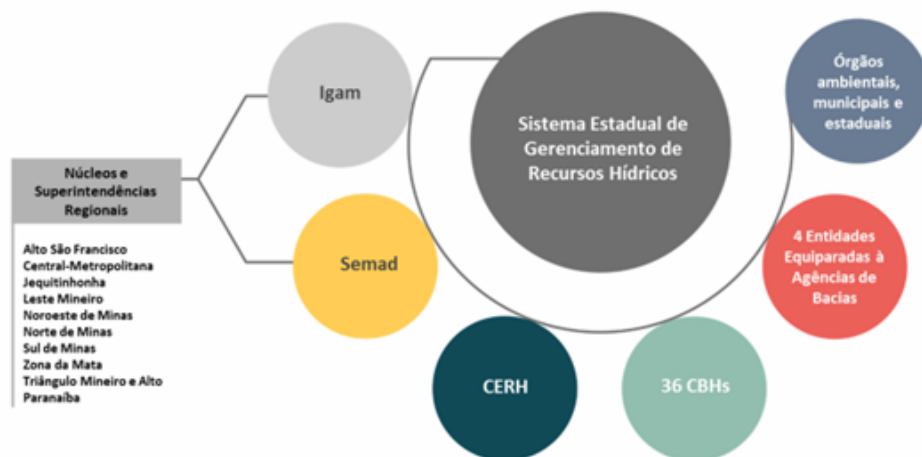 Igam
Sistema Estadual de
Gerenciamento de
Recursos Hídricos
Órgãos
ambientais,
municipais e
estaduais
Núcleos e
Superintendências
Regionais
Alto São Francisco
Central-Metropolitana
Jequitinhonha
Leste Mineiro
Noroeste de Minas
Norte de Minas
Sul de Minas
Zona da Mata
Triângulo Mineiro e Alto
Paranaíba
Semad
4 Entidades
Equiparadas à
Agências de
Bacias
CERH
36 CBHs